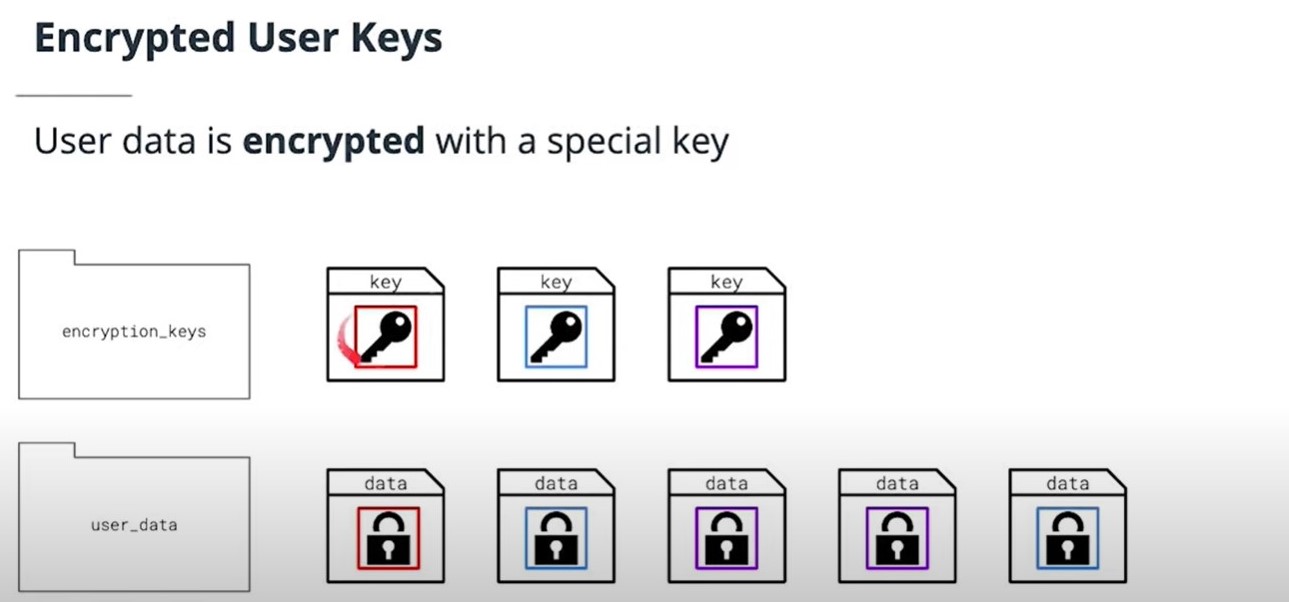 Encrypted User Keys
User data is encrypted with a special key
key key key
encryption_keys
data data data data data
user_data